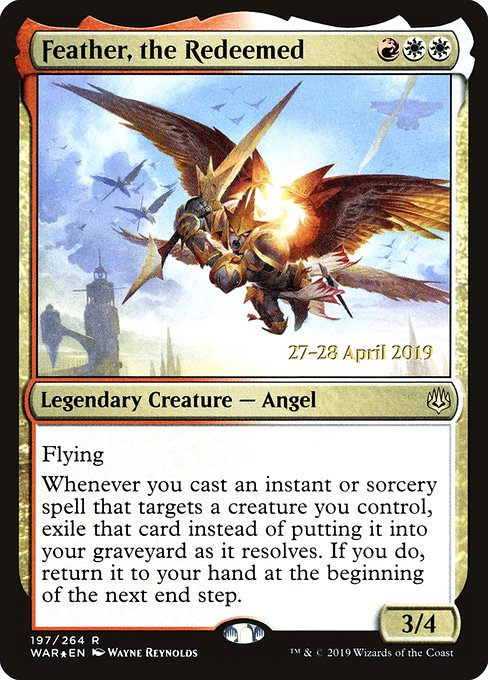 Feather, the Redeemed
27–28 April 2019
Legendary Creature — Angel
Flying
Whenever you cast an instant or sorcery
spell that targets a creature you control,
exile that card instead of putting it into
your graveyard as it resolves. If you do,
return it to your hand at the beginning
of the next end step.
3/4
197/264 R
WAR★EN Wayne Reynolds
™ & © 2019 Wizards of the Coast